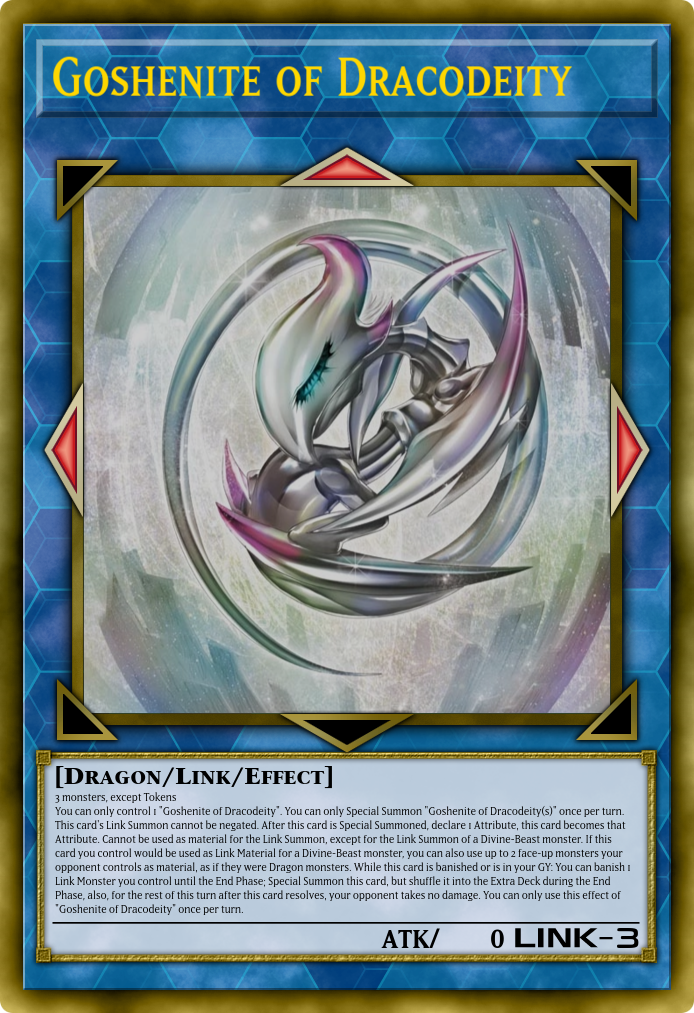 Goshenite of Dracodeity
[Dragon/Link/Effect]
3 monsters, except Tokens
You can only control 1 "Goshenite of Dracodeity". You can only Special Summon "Goshenite of Dracodeity(s)" once per turn.
This card's Link Summon cannot be negated. After this card is Special Summoned, declare 1 Attribute, this card becomes that
Attribute. Cannot be used as material for the Link Summon, except for the Link Summon of a Divine-Beast monster. If this
card you control would be used as Link Material for a Divine-Beast monster, you can also use up to 2 face-up monsters your
opponent controls as material, as if they were Dragon monsters. While this card is banished or is in your GY: You can banish 1
Link Monster you control until the End Phase; Special Summon this card, but shuffle it into the Extra Deck during the End
Phase, also, for the rest of this turn after this card resolves, your opponent takes no damage. You can only use this effect of
"Goshenite of Dracodeity" once per turn.
ATK/ 0 LINK-3